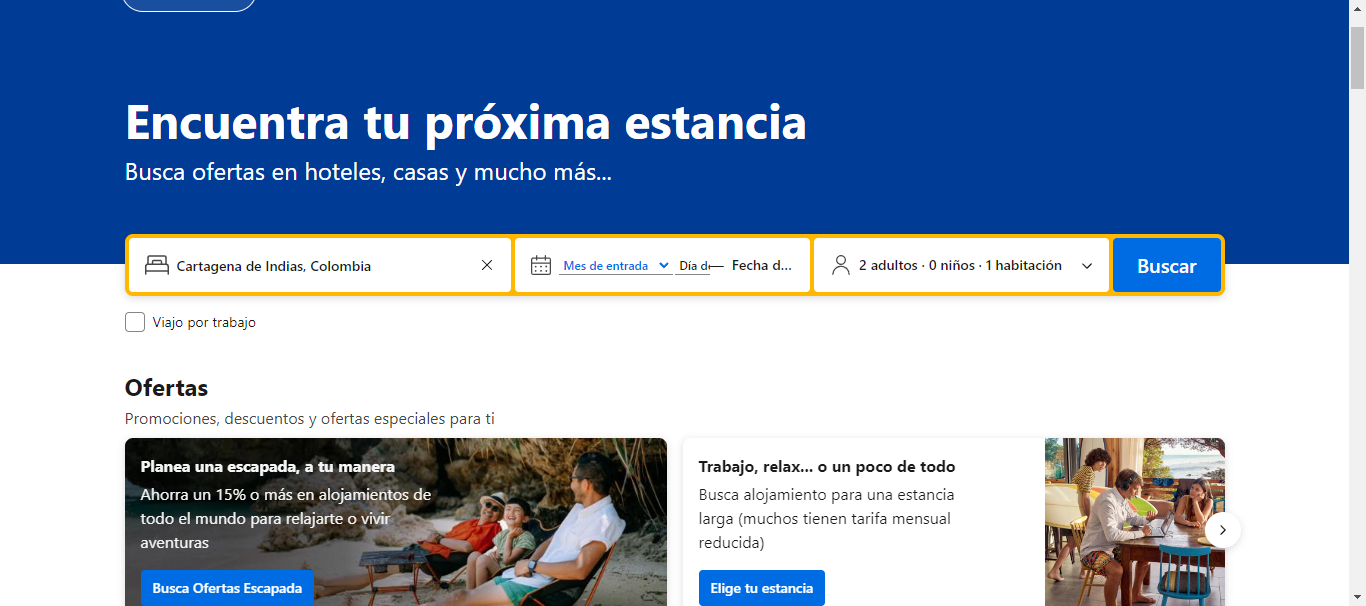 Encuentra tu próxima estancia
Busca ofertas en hoteles, casas y mucho más...
Cartagena de Indias, Colombia
Mes de entrada
Día d
— Fecha d...
2 adultos · 0 niños · 1 habitación
Buscar
Viajo por trabajo
Ofertas
Promociones, descuentos y ofertas especiales para ti
Planea una escapada, a tu manera
Ahorra un 15% o más en alojamientos de
todo el mundo para relajarte o vivir
aventuras
Busca Ofertas Escapada
Trabajo, relax... o un poco de todo
Busca alojamiento para una estancia
larga (muchos tienen tarifa mensual
reducida)
Elige tu estancia